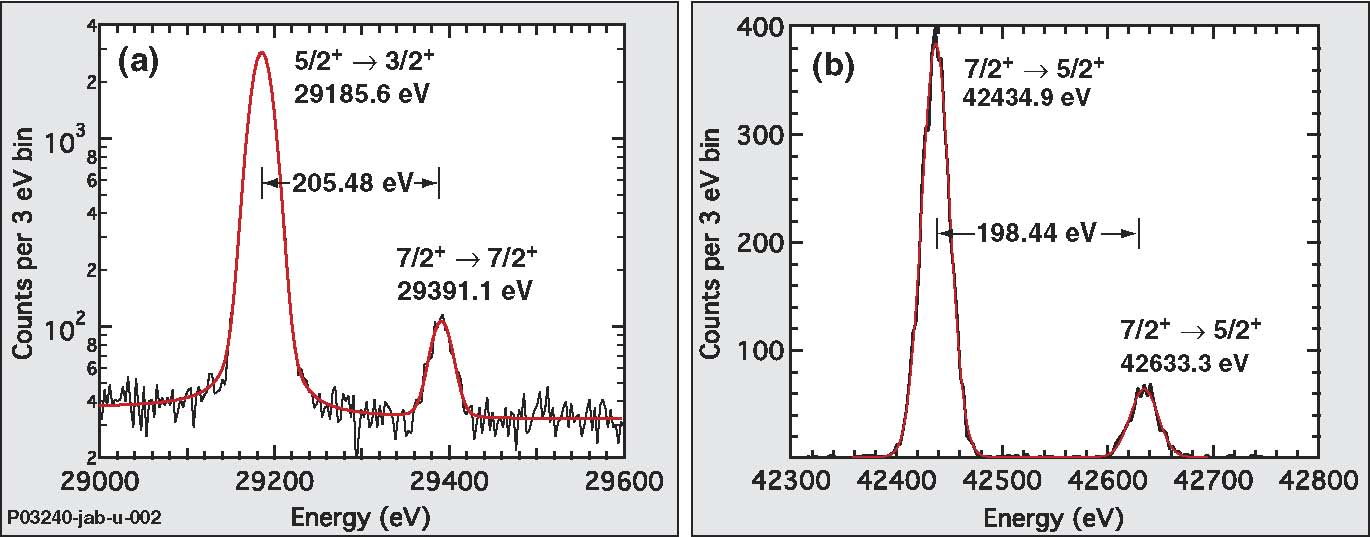 (a)
5/2+ → 3/2+
29185.6 eV
205.48 eV
7/2+ → 7/2+
29391.1 eV
Counts per 3 eV bin
4
2
10³
8
6
4
2
10²
8
6
4
2
29000 29200 29400 29600
Energy (eV)
P03240-jab-u-002
(b)
7/2+ → 5/2+
42434.9 eV
198.44 eV
7/2+ → 5/2+
42633.3 eV
Counts per 3 eV bin
400
300
200
100
42300 42400 42500 42600 42700 42800
Energy (eV)